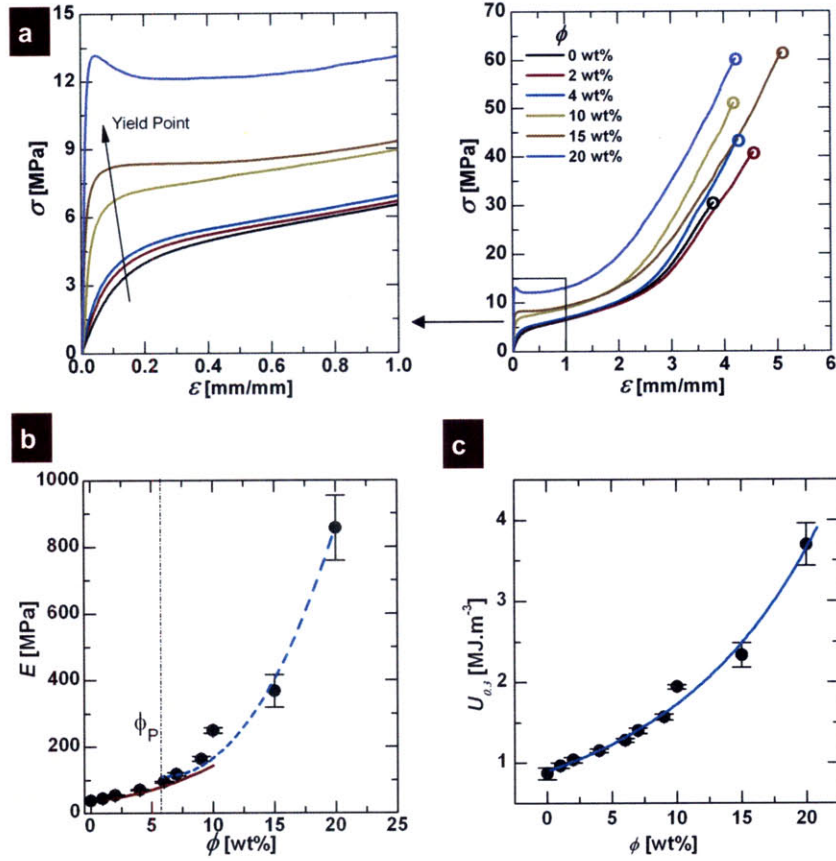 a
15
12
9
6
3
0
σ [MPa]
Yield Point
0.0 0.2 0.4 0.6 0.8 1.0
ε [mm/mm]
70
60
50
40
30
20
10
0
σ [MPa]
ϕ
0 wt%
2 wt%
4 wt%
10 wt%
15 wt%
20 wt%
0 1 2 3 4 5 6
ε [mm/mm]
b
1000
800
600
400
200
0
E [MPa]
ϕP
0 5 10 15 20 25
ϕ [wt%]
c
4
3
2
1
U0.3 [MJ.m-3]
0 5 10 15 20
ϕ [wt%]